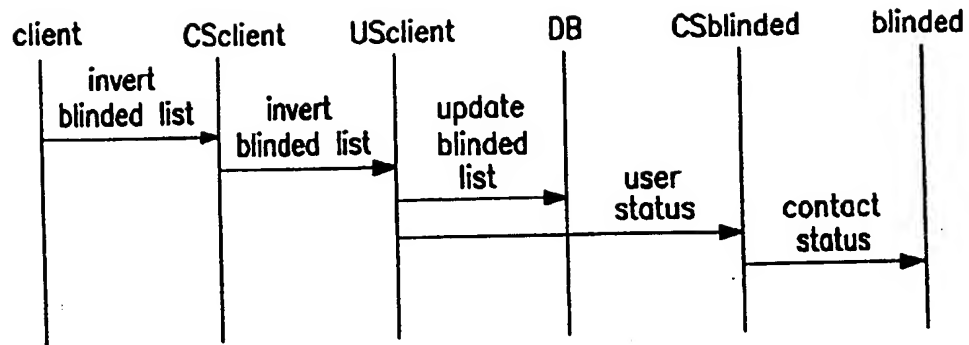 client CSclient USclient DB CSblinded blinded
invert
blinded list
invert
blinded list
update
blinded
list
user
status
contact
status